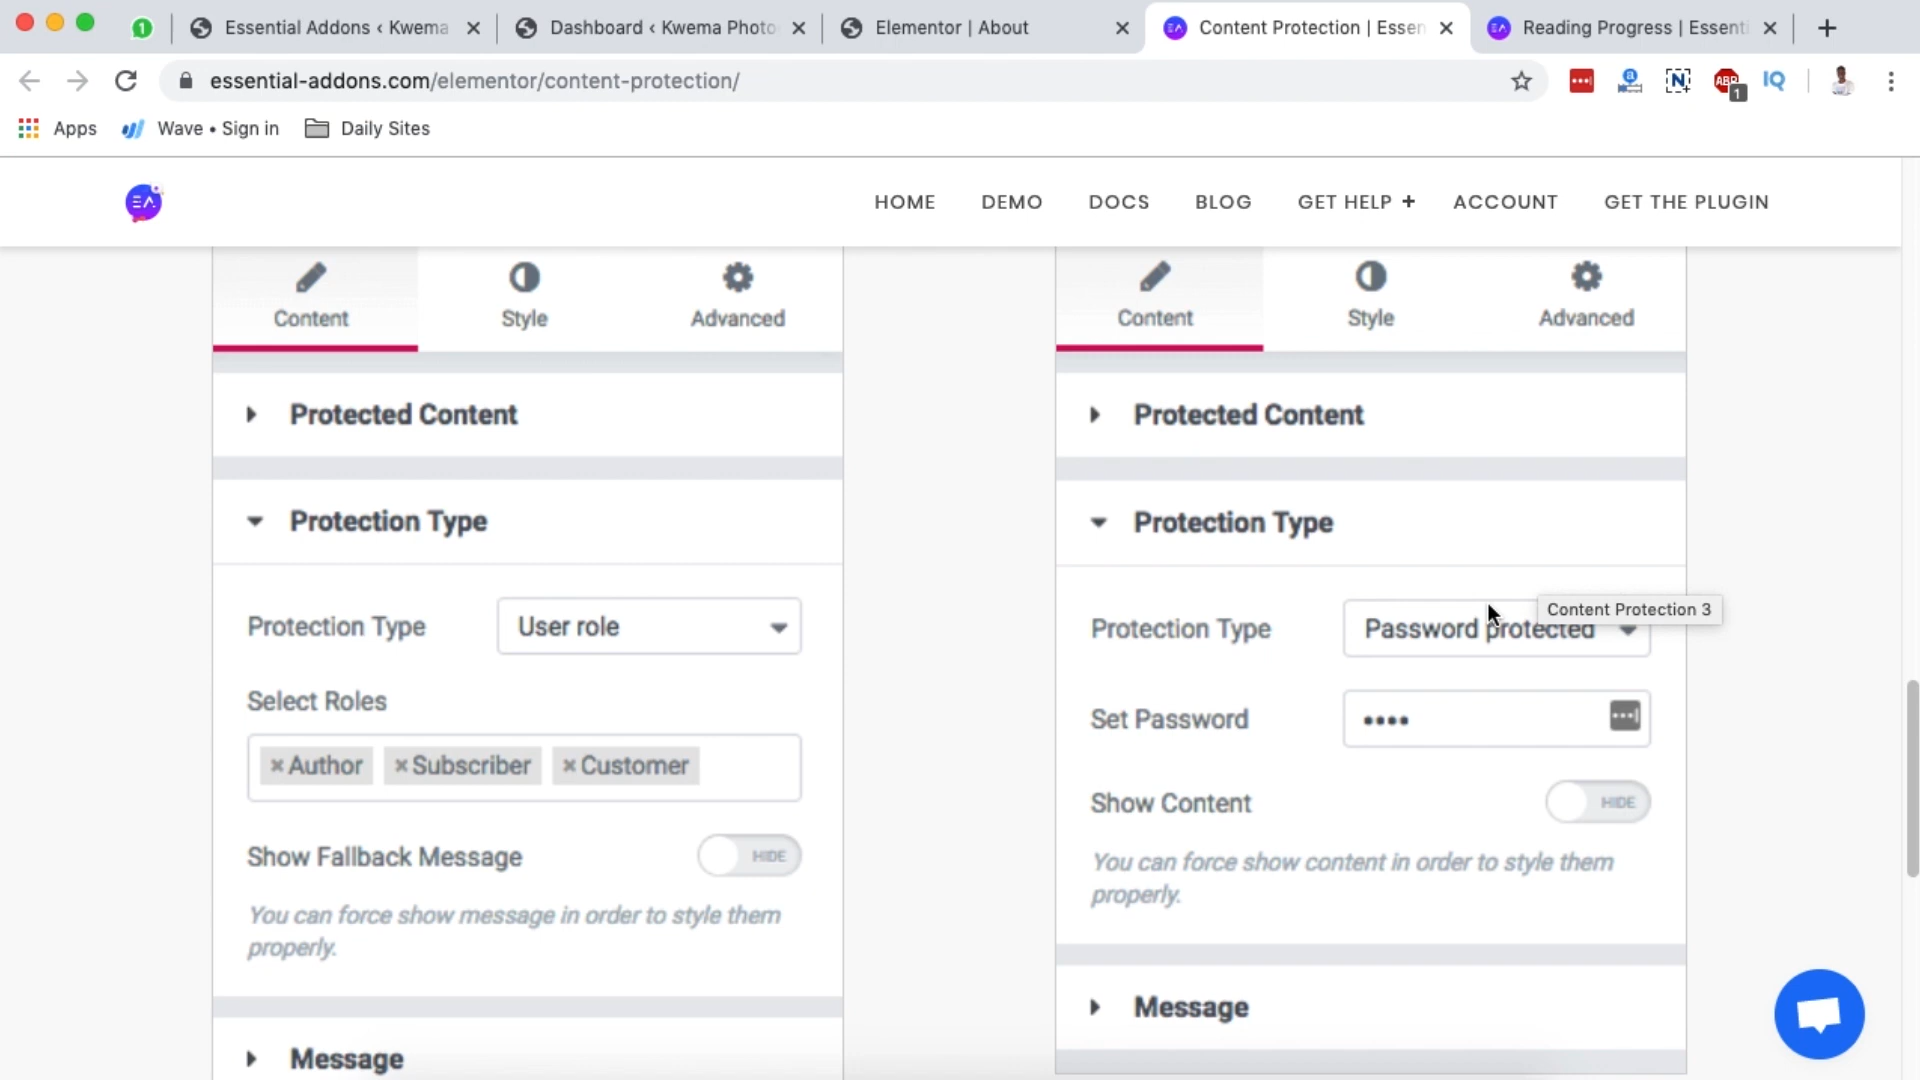 1
Essential Addons ‹ Kwema
Dashboard ‹ Kwema Photo
Elementor | About
Content Protection | Essen
Reading Progress | Essenti
essential-addons.com/elementor/content-protection/
N
ABP
1
IQ
Apps
Wave • Sign in
Daily Sites
EA
HOME
DEMO
DOCS
BLOG
GET HELP +
ACCOUNT
GET THE PLUGIN
Content
Style
Advanced
Protected Content
Protection Type
Protection Type
User role
Select Roles
×Author
×Subscriber
×Customer
Show Fallback Message
HIDE
You can force show message in order to style them
properly.
Message
Content
Style
Advanced
Protected Content
Protection Type
Content Protection 3
Protection Type
Password protected
Set Password
••••
Show Content
HIDE
You can force show content in order to style them
properly.
Message